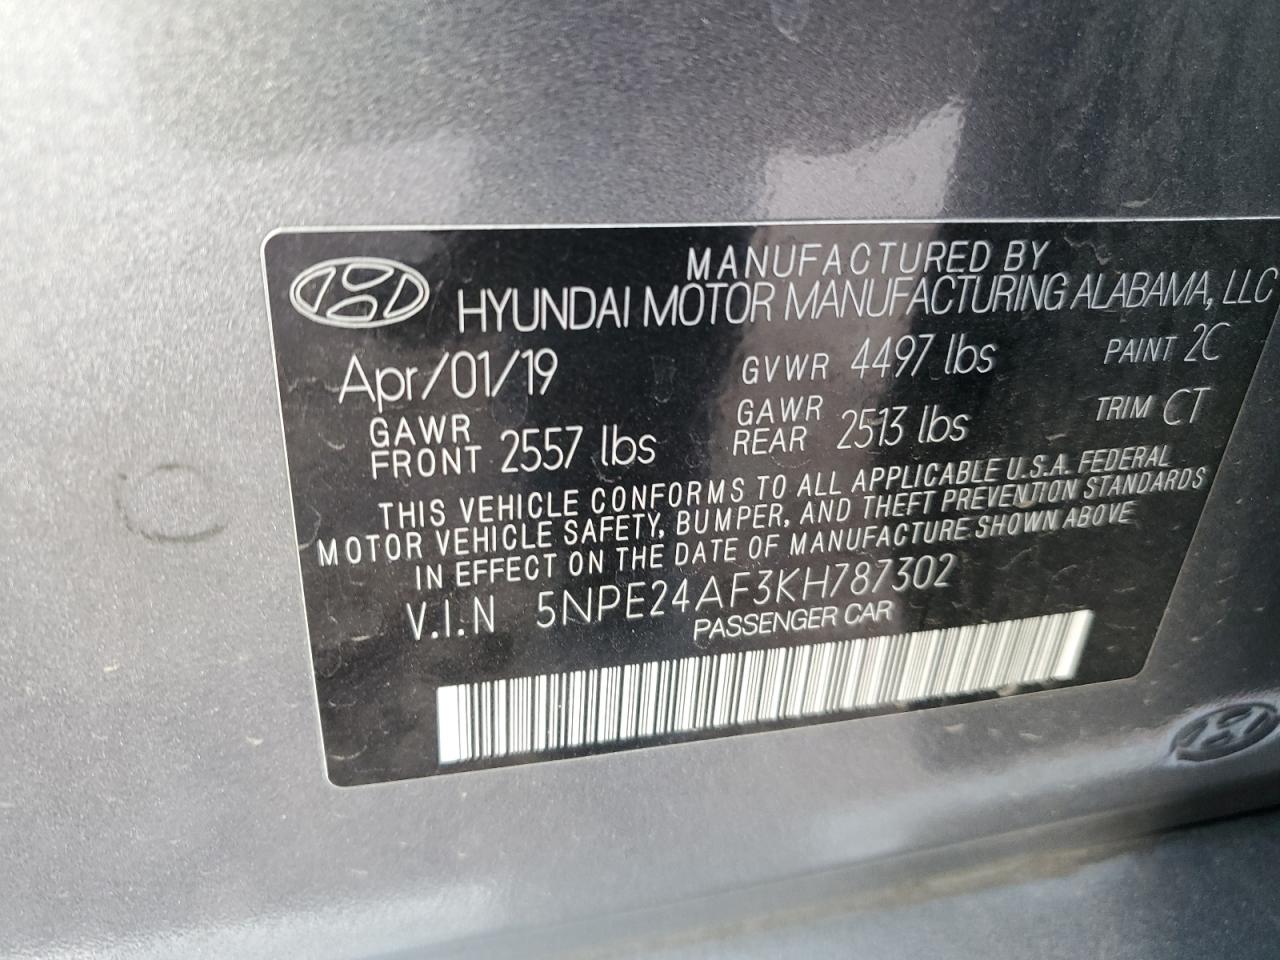 MANUFACTURED BY
HYUNDAI MOTOR MANUFACTURING ALABAMA, LLC
Apr/01/19 GVWR 4497 lbs PAINT 2C
GAWR FRONT 2557 lbs GAWR REAR 2513 lbs TRIM CT
THIS VEHICLE CONFORMS TO ALL APPLICABLE U.S.A. FEDERAL
MOTOR VEHICLE SAFETY, BUMPER, AND THEFT PREVENTION STANDARDS
IN EFFECT ON THE DATE OF MANUFACTURE SHOWN ABOVE
V.I.N 5NPE24AF3KH787302
PASSENGER CAR